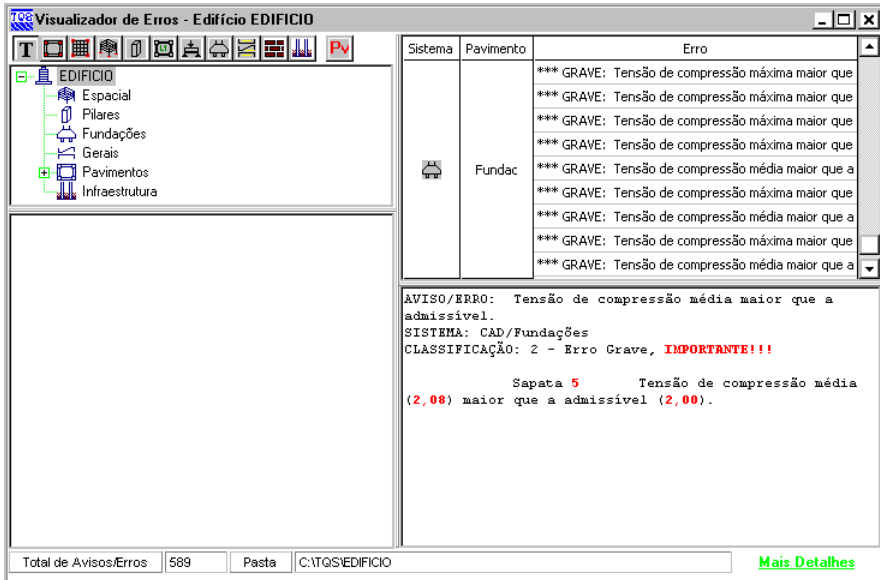 TQS Visualizador de Erros - Edifício EDIFICIO
T Pv
EDIFICIO
Espacial
Pilares
Fundações
Gerais
Pavimentos
Infraestrutura
Sistema Pavimento Erro
*** GRAVE: Tensão de compressão máxima maior que
*** GRAVE: Tensão de compressão máxima maior que
*** GRAVE: Tensão de compressão máxima maior que
*** GRAVE: Tensão de compressão máxima maior que
Fundac *** GRAVE: Tensão de compressão média maior que a
*** GRAVE: Tensão de compressão máxima maior que
*** GRAVE: Tensão de compressão média maior que a
*** GRAVE: Tensão de compressão máxima maior que
*** GRAVE: Tensão de compressão média maior que a
AVISO/ERRO: Tensão de compressão média maior que a
admissível.
SISTEMA: CAD/Fundações
CLASSIFICAÇÃO: 2 - Erro Grave, IMPORTANTE!!!
Sapata 5 Tensão de compressão média
(2,08) maior que a admissível (2,00).
Total de Avisos/Erros 589 Pasta C:\TQS\EDIFICIO Mais Detalhes